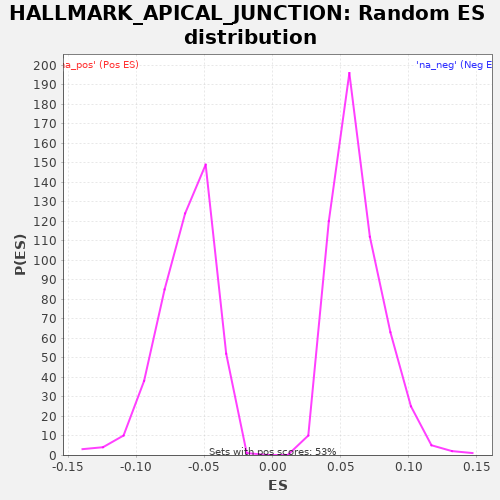 HALLMARK_APICAL_JUNCTION: Random ES
distribution
'na_pos' (Pos ES)
'na_neg' (Neg E
200
190
180
170
160
150
140
130
120
110
100
90
80
70
60
50
40
30
20
10
0
P(ES)
Sets with pos scores: 53%
-0.15 -0.10 -0.05 0.00 0.05 0.10 0.15
ES